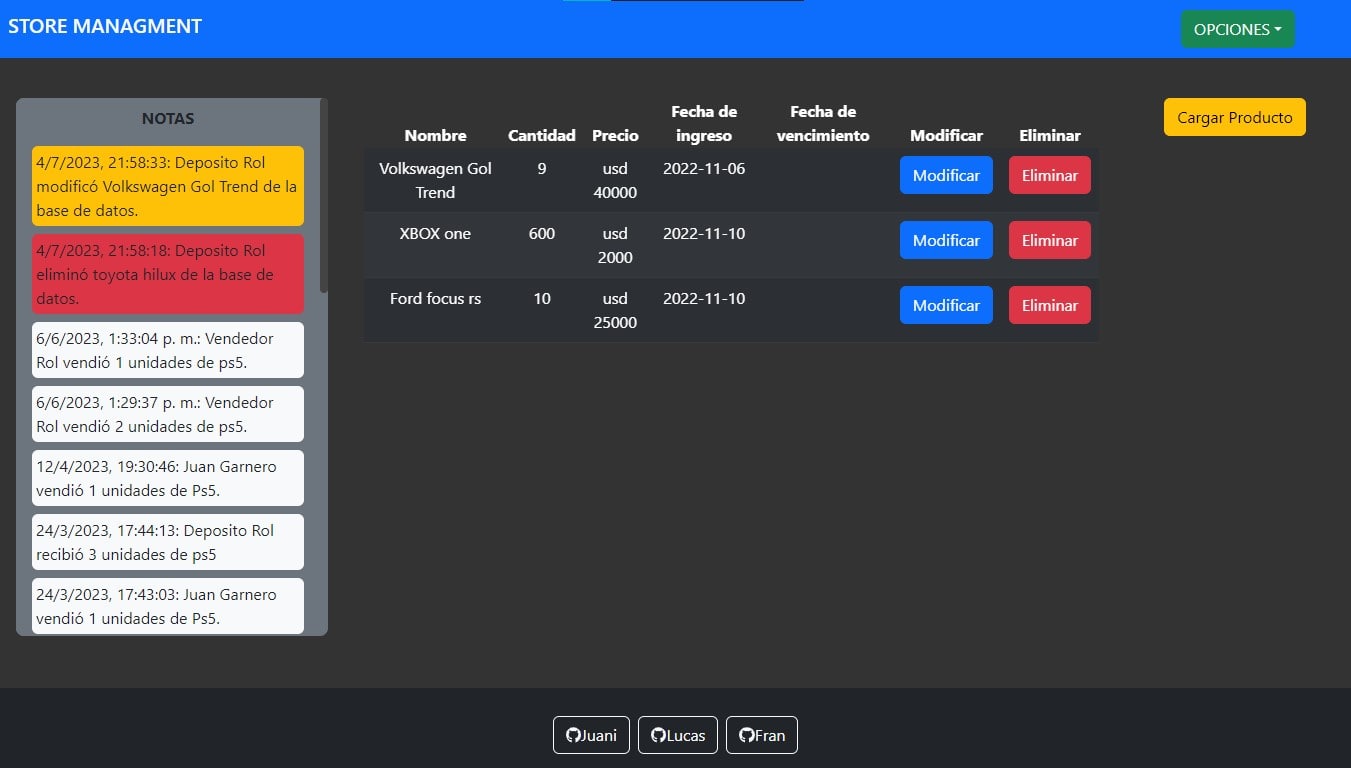 STORE MANAGMENT
OPCIONES
NOTAS
4/7/2023, 21:58:33: Deposito Rol
modificó Volkswagen Gol Trend de la
base de datos.
4/7/2023, 21:58:18: Deposito Rol
eliminó toyota hilux de la base de
datos.
6/6/2023, 1:33:04 p. m.: Vendedor
Rol vendió 1 unidades de ps5.
6/6/2023, 1:29:37 p. m.: Vendedor
Rol vendió 2 unidades de ps5.
12/4/2023, 19:30:46: Juan Garnero
vendió 1 unidades de Ps5.
24/3/2023, 17:44:13: Deposito Rol
recibió 3 unidades de ps5
24/3/2023, 17:43:03: Juan Garnero
vendió 1 unidades de Ps5.
Fecha de Fecha de
Nombre Cantidad Precio ingreso vencimiento Modificar Eliminar
Volkswagen Gol 9 usd 2022-11-06 Modificar Eliminar
Trend 40000
XBOX one 600 usd 2022-11-10 Modificar Eliminar
2000
Ford focus rs 10 usd 2022-11-10 Modificar Eliminar
25000
Cargar Producto
Juani Lucas Fran